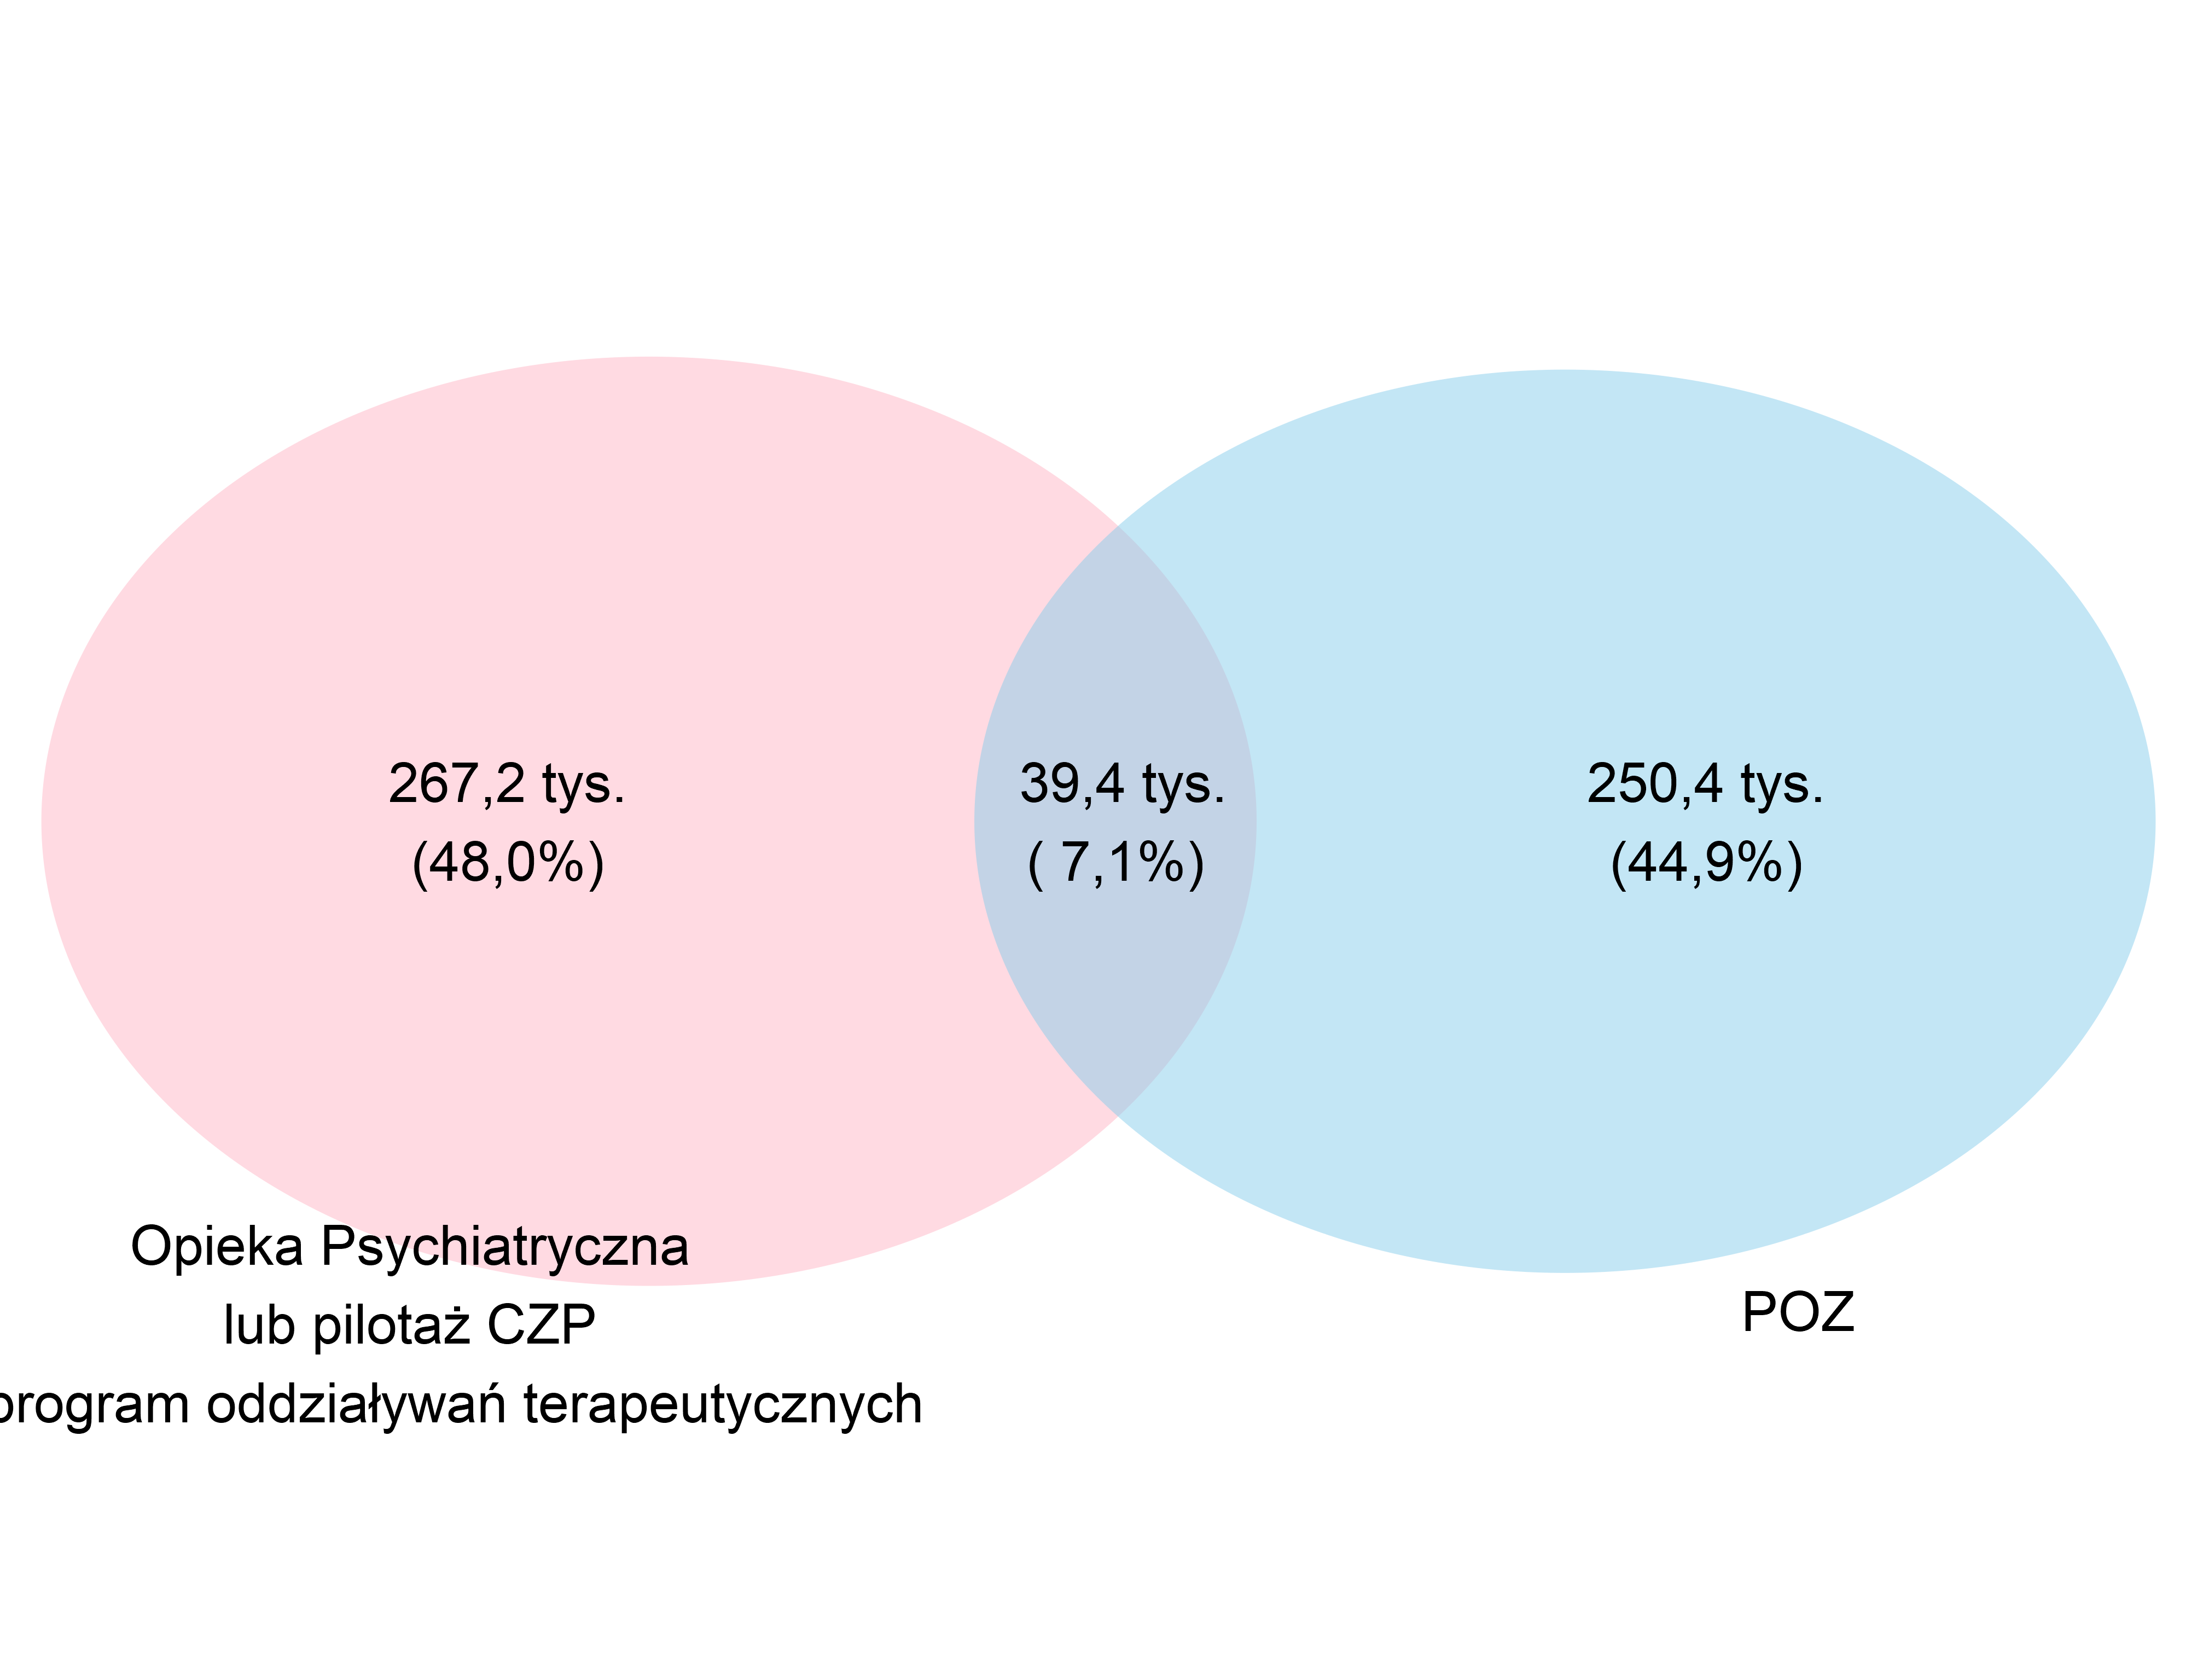 267,2 tys.
(48,0%)
39,4 tys.
( 7,1%)
250,4 tys.
(44,9%)
Opieka Psychiatryczna
lub pilotaż CZP
program oddziaływań terapeutycznych
POZ